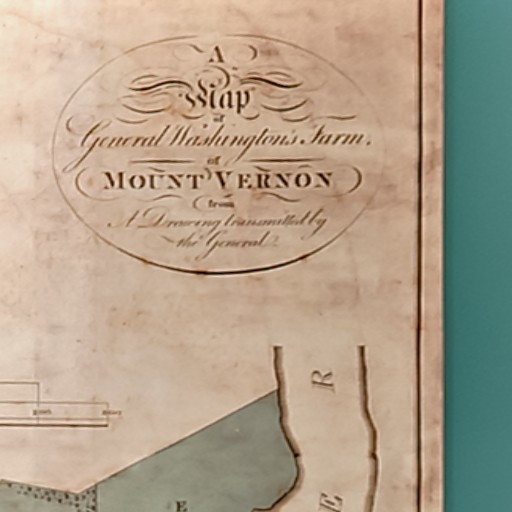 A
Map
of
General Washington's Farm,
of
MOUNT VERNON
from
A Drawing transmitted by
the General.
R
E
E